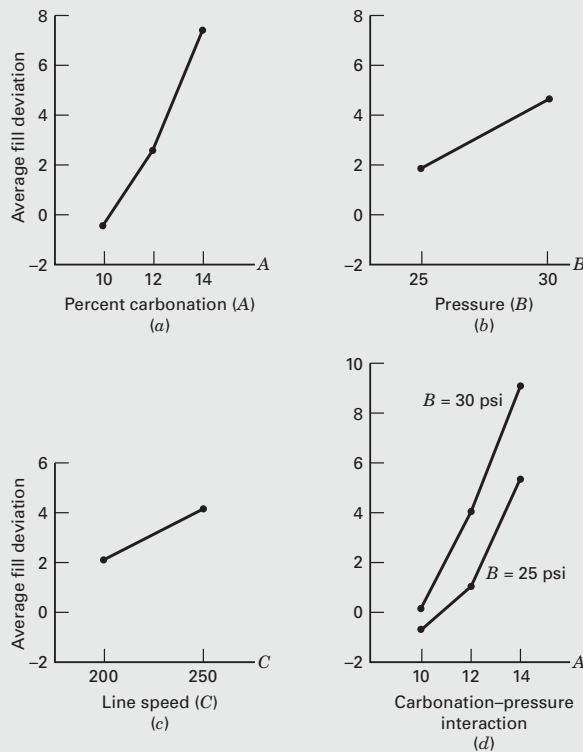 8
6
4
2
0
–2
Average fill deviation
10 12 14
A
Percent carbonation (A)
(a)
8
6
4
2
0
–2
25 30
B
Pressure (B)
(b)
6
4
2
0
–2
Average fill deviation
200 250
C
Line speed (C)
(c)
10
8
6
4
2
0
–2
B = 30 psi
B = 25 psi
10 12 14
A
Carbonation–pressure
interaction
(d)